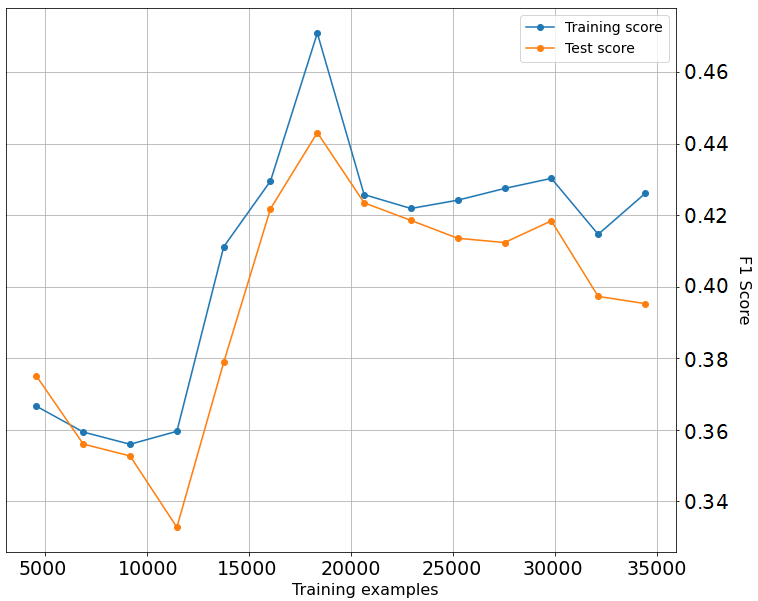 Training score
Test score
0.46
0.44
0.42
0.40
0.38
0.36
0.34
F1 Score
5000 10000 15000 20000 25000 30000 35000
Training examples